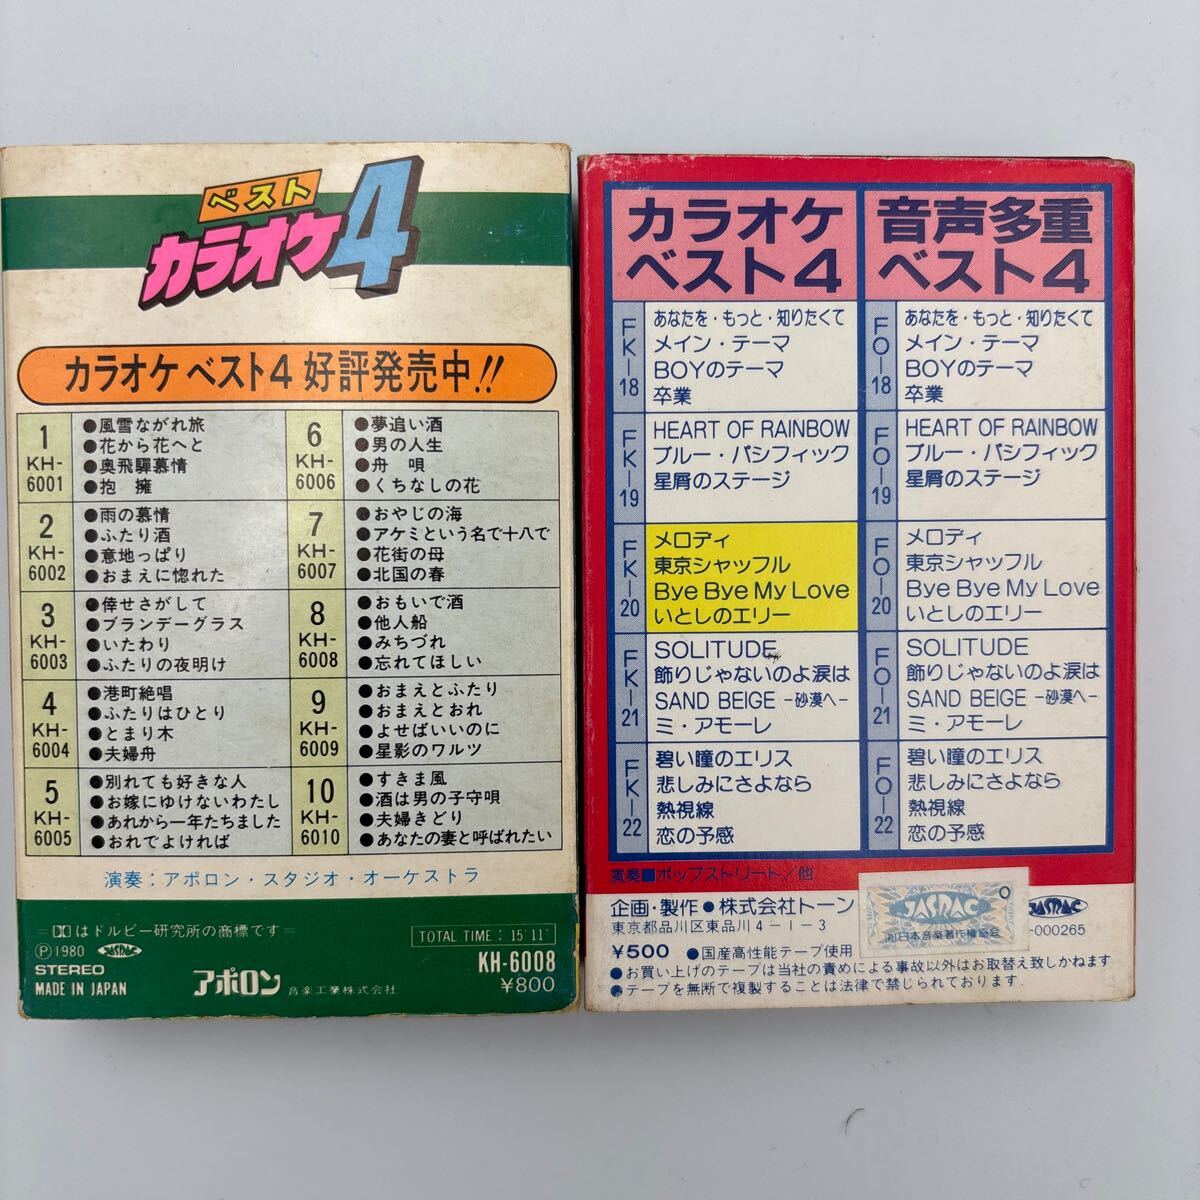 ベスト
カラオケ4
カラオケ ベスト4 好評発売中!!
1
KH-
6001
●風雪ながれ旅
●花から花へと
●奥飛騨慕情
●抱 擁
2
KH-
6002
●雨の慕情
●ふたり酒
●意地っぱり
●おまえに惚れた
3
KH-
6003
●倖せさがして
●ブランデーグラス
●いたわり
●ふたりの夜明け
4
KH-
6004
●港町絶唱
●ふたりはひとり
●とまり木
●夫婦舟
5
KH-
6005
●別れても好きな人
●お嫁にゆけないわたし
●あれから一年たちました
●おれでよければ
6
KH-
6006
●夢追い酒
●男の人生
●舟 唄
●くちなしの花
7
KH-
6007
●おやじの海
●アケミという名で十八で
●花街の母
●北国の春
8
KH-
6008
●おもいで酒
●他人船
●みちづれ
●忘れてほしい
9
KH-
6009
●おまえとふたり
●おまえとおれ
●よせばいいのに
●星影のワルツ
10
KH-
6010
●すきま風
●酒は男の子守唄
●夫婦きどり
●あなたの妻と呼ばれたい
演奏:アポロン・スタジオ・オーケストラ
=はドルビー研究所の商標です=
Ⓟ1980 JASRAC
STEREO
MADE IN JAPAN
アポロン 音楽工業株式会社
TOTAL TIME: 15'11"
KH-6008
¥800
カラオケ
ベスト4
FK-18
あなたを・もっと・知りたくて
メイン・テーマ
BOYのテーマ
卒業
FK-19
HEART OF RAINBOW
ブルー・パシフィック
星屑のステージ
FK-20
メロディ
東京シャッフル
Bye Bye My Love
いとしのエリー
FK-21
SOLITUDE
飾りじゃないのよ涙は
SAND BEIGE -砂漠へ-
ミ・アモーレ
FK-22
碧い瞳のエリス
悲しみにさよなら
熱視線
恋の予感
音声多重
ベスト4
FO-18
あなたを・もっと・知りたくて
メイン・テーマ
BOYのテーマ
卒業
FO-19
HEART OF RAINBOW
ブルー・パシフィック
星屑のステージ
FO-20
メロディ
東京シャッフル
Bye Bye My Love
いとしのエリー
FO-21
SOLITUDE
飾りじゃないのよ涙は
SAND BEIGE -砂漠へ-
ミ・アモーレ
FO-22
碧い瞳のエリス
悲しみにさよなら
熱視線
恋の予感
演奏■ポップストリート/他
企画・製作●株式会社トーン
東京都品川区東品川4-1-3
JASRAC
(社)日本音楽著作権協会
JASRAC
-000265
¥500 ●国産高性能テープ使用
●お買い上げのテープは当社の責めによる事故以外はお取替え致しかねます
●テープを無断で複製することは法律で禁じられております.